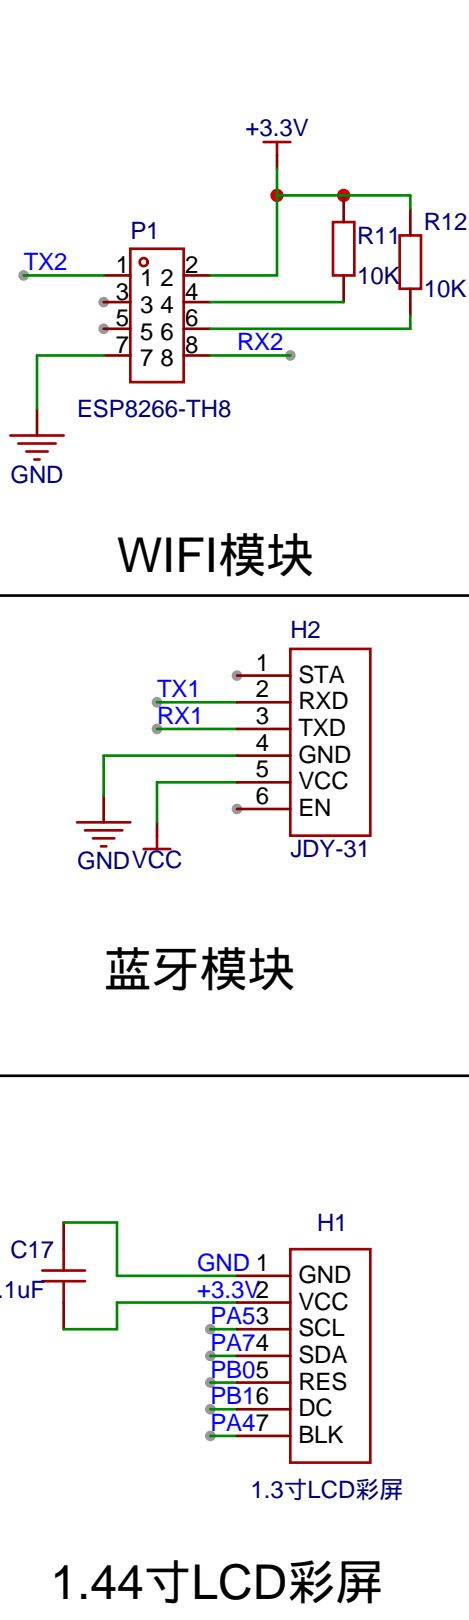 +3.3V
P1
R11
R12
TX2
1 2
1 2
10K
10K
3 4
3 4
5 6
5 6
RX2
7 8
7 8
ESP8266-TH8
GND
WIFI模块
H2
1 STA
TX1 2 RXD
RX1 3 TXD
4 GND
5 VCC
6 EN
GND VCC
JDY-31
蓝牙模块
H1
C17
.1uF
GND 1 GND
+3.3V 2 VCC
PA5 3 SCL
PA7 4 SDA
PB0 5 RES
PB1 6 DC
PA4 7 BLK
1.3寸LCD彩屏
1.44寸LCD彩屏